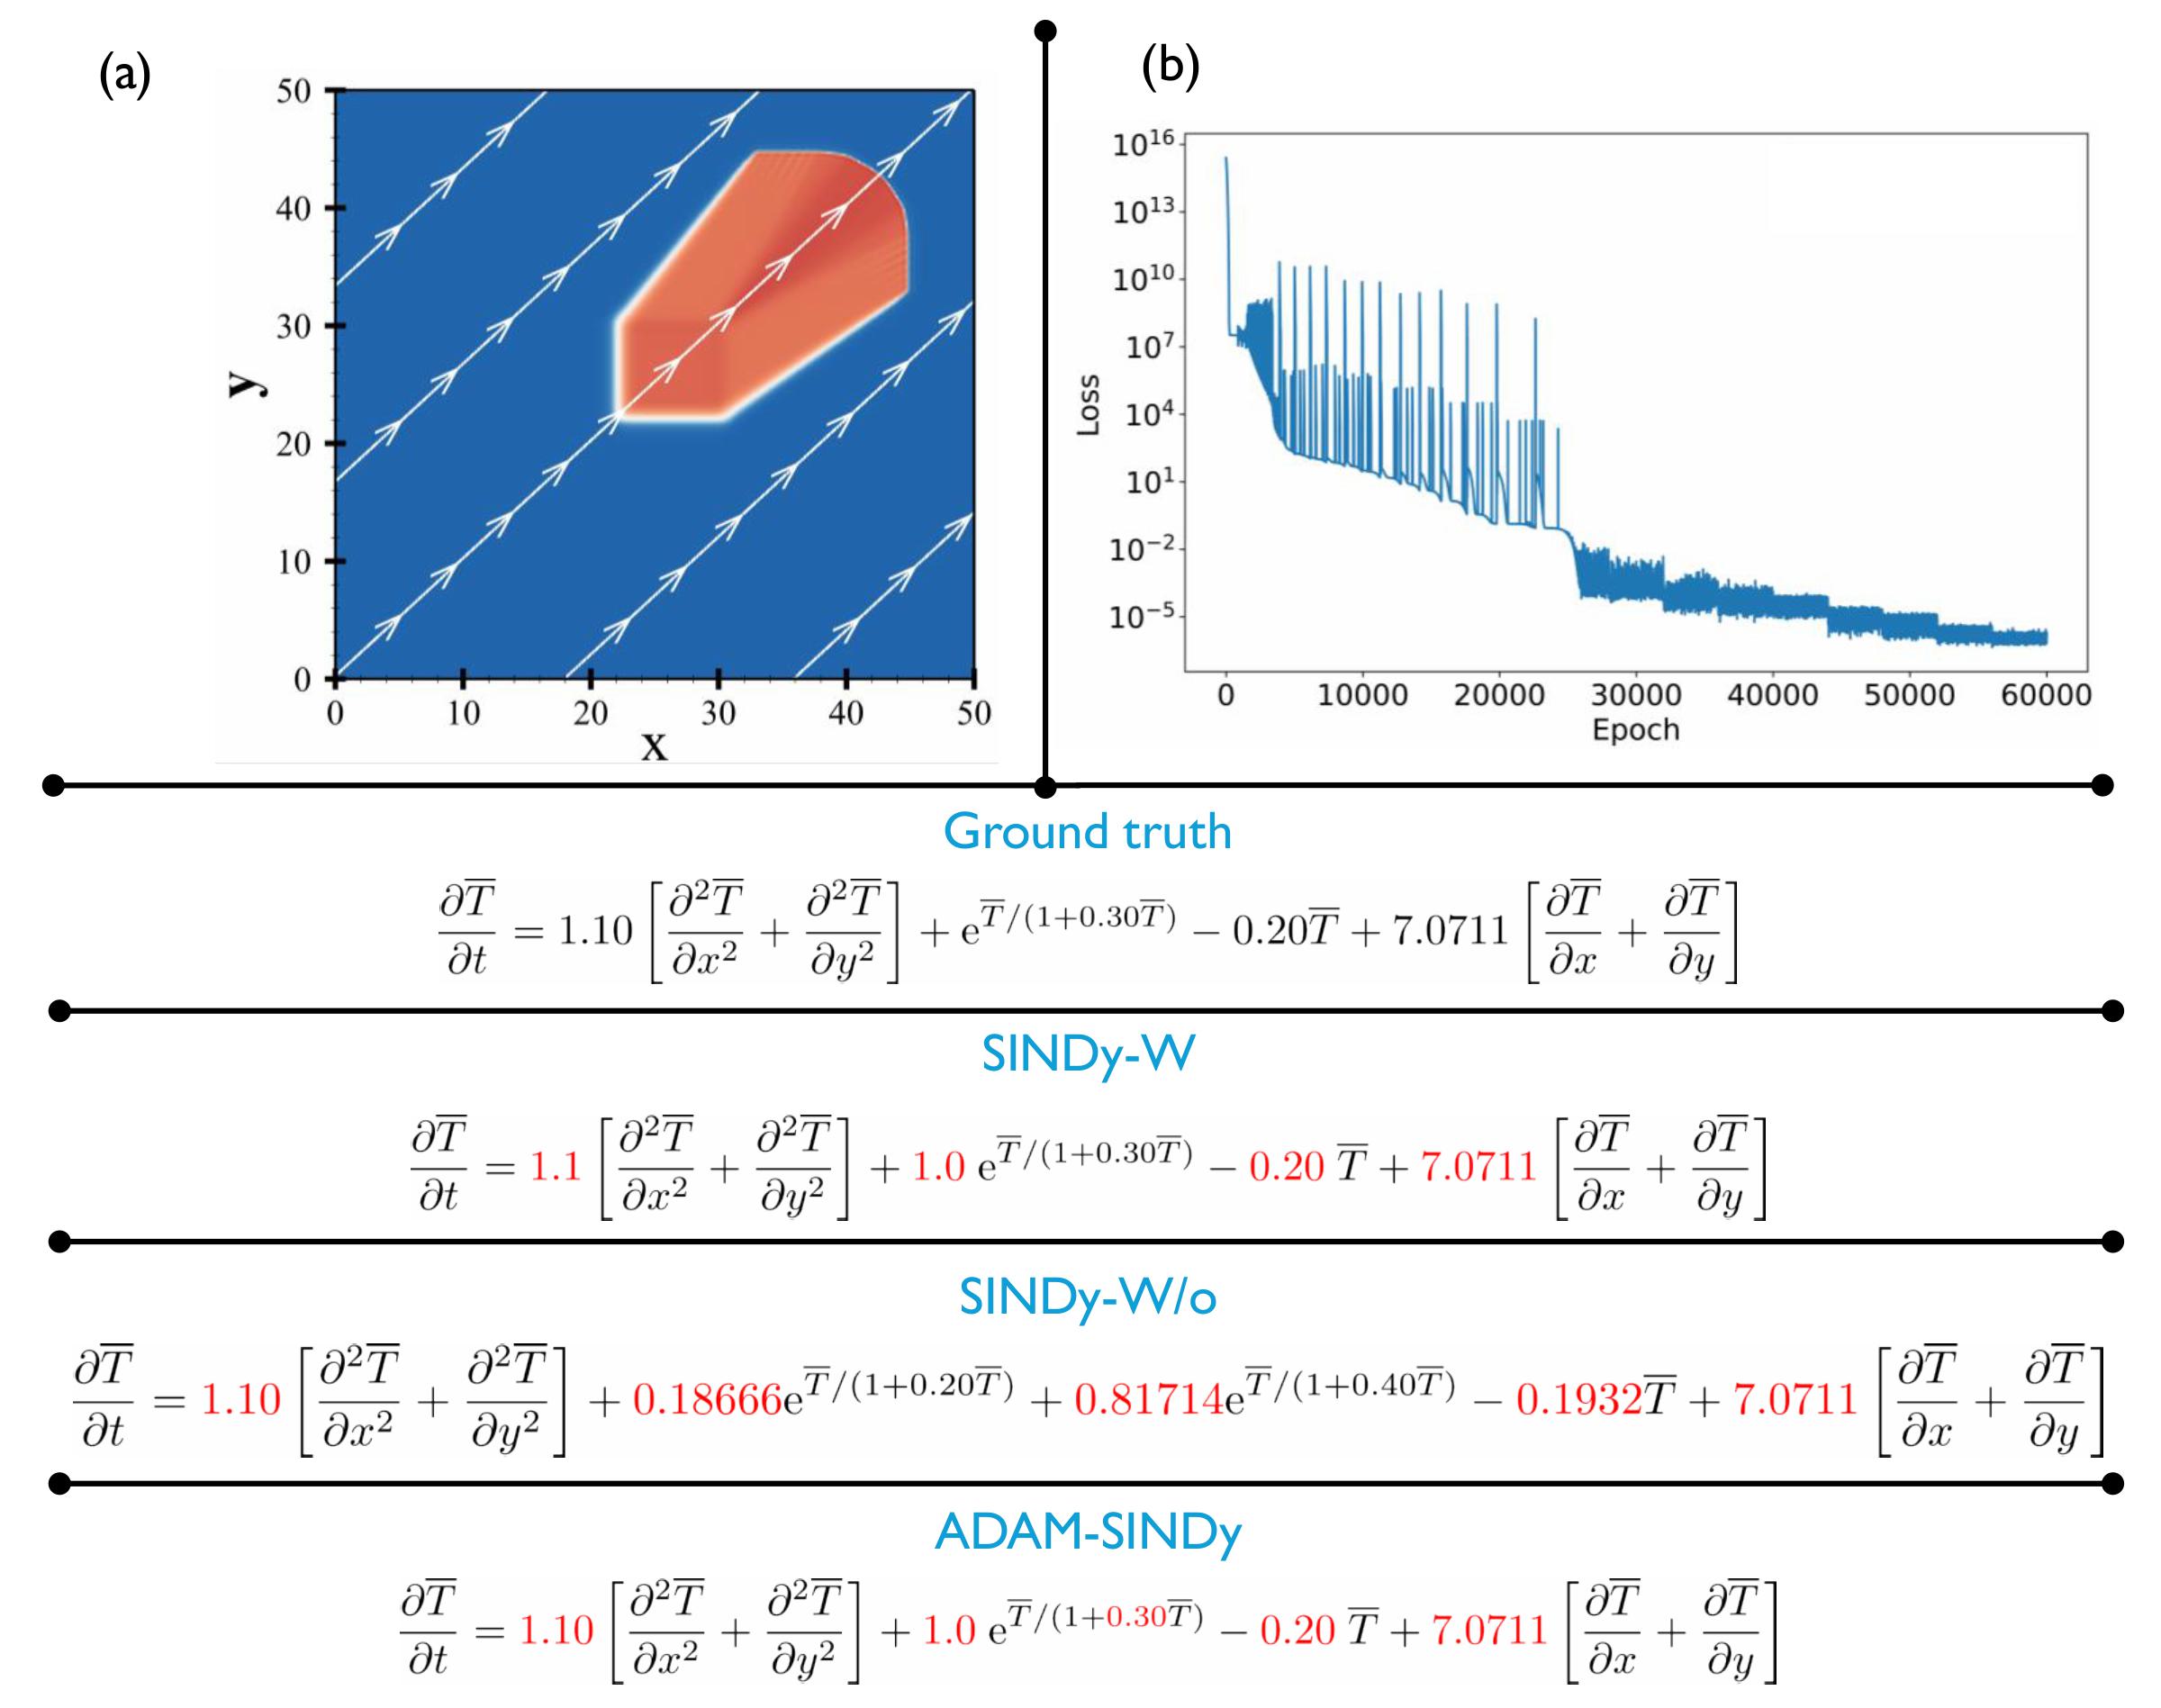 (a)
50
40
30
20
10
0
y
0 10 20 30 40 50
x
(b)
10^16
10^13
10^10
10^7
10^4
10^1
10^−2
10^−5
Loss
0 10000 20000 30000 40000 50000 60000
Epoch
Ground truth
∂T̅/∂t = 1.10 [∂²T̅/∂x² + ∂²T̅/∂y²] + e^{T̅/(1+0.30T̅)} − 0.20T̅ + 7.0711 [∂T̅/∂x + ∂T̅/∂y]
SINDy-W
∂T̅/∂t = 1.1 [∂²T̅/∂x² + ∂²T̅/∂y²] + 1.0 e^{T̅/(1+0.30T̅)} − 0.20 T̅ + 7.0711 [∂T̅/∂x + ∂T̅/∂y]
SINDy-W/o
∂T̅/∂t = 1.10 [∂²T̅/∂x² + ∂²T̅/∂y²] + 0.18666e^{T̅/(1+0.20T̅)} + 0.81714e^{T̅/(1+0.40T̅)} − 0.1932T̅ + 7.0711 [∂T̅/∂x + ∂T̅/∂y]
ADAM-SINDy
∂T̅/∂t = 1.10 [∂²T̅/∂x² + ∂²T̅/∂y²] + 1.0 e^{T̅/(1+0.30T̅)} − 0.20 T̅ + 7.0711 [∂T̅/∂x + ∂T̅/∂y]